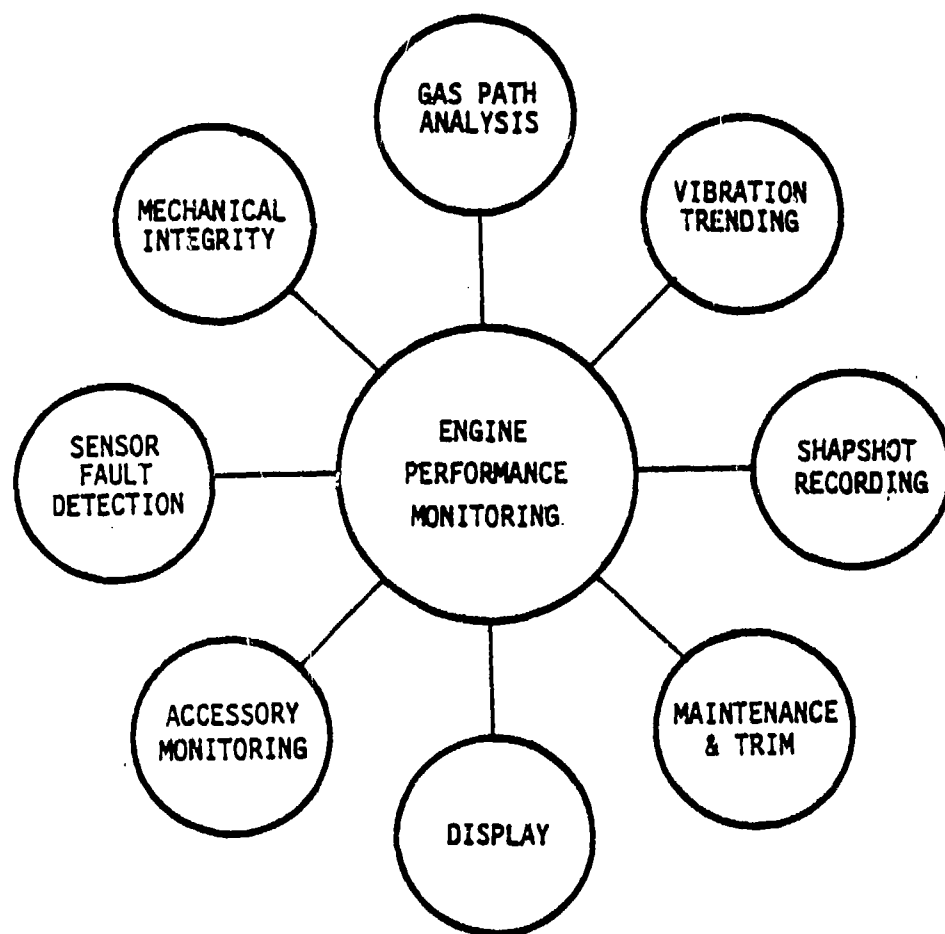 GAS PATH
ANALYSIS
VIBRATION
TRENDING
SHAPSHOT
RECORDING
MAINTENANCE
& TRIM
DISPLAY
ACCESSORY
MONITORING
SENSOR
FAULT
DETECTION
MECHANICAL
INTEGRITY
ENGINE
PERFORMANCE
MONITORING